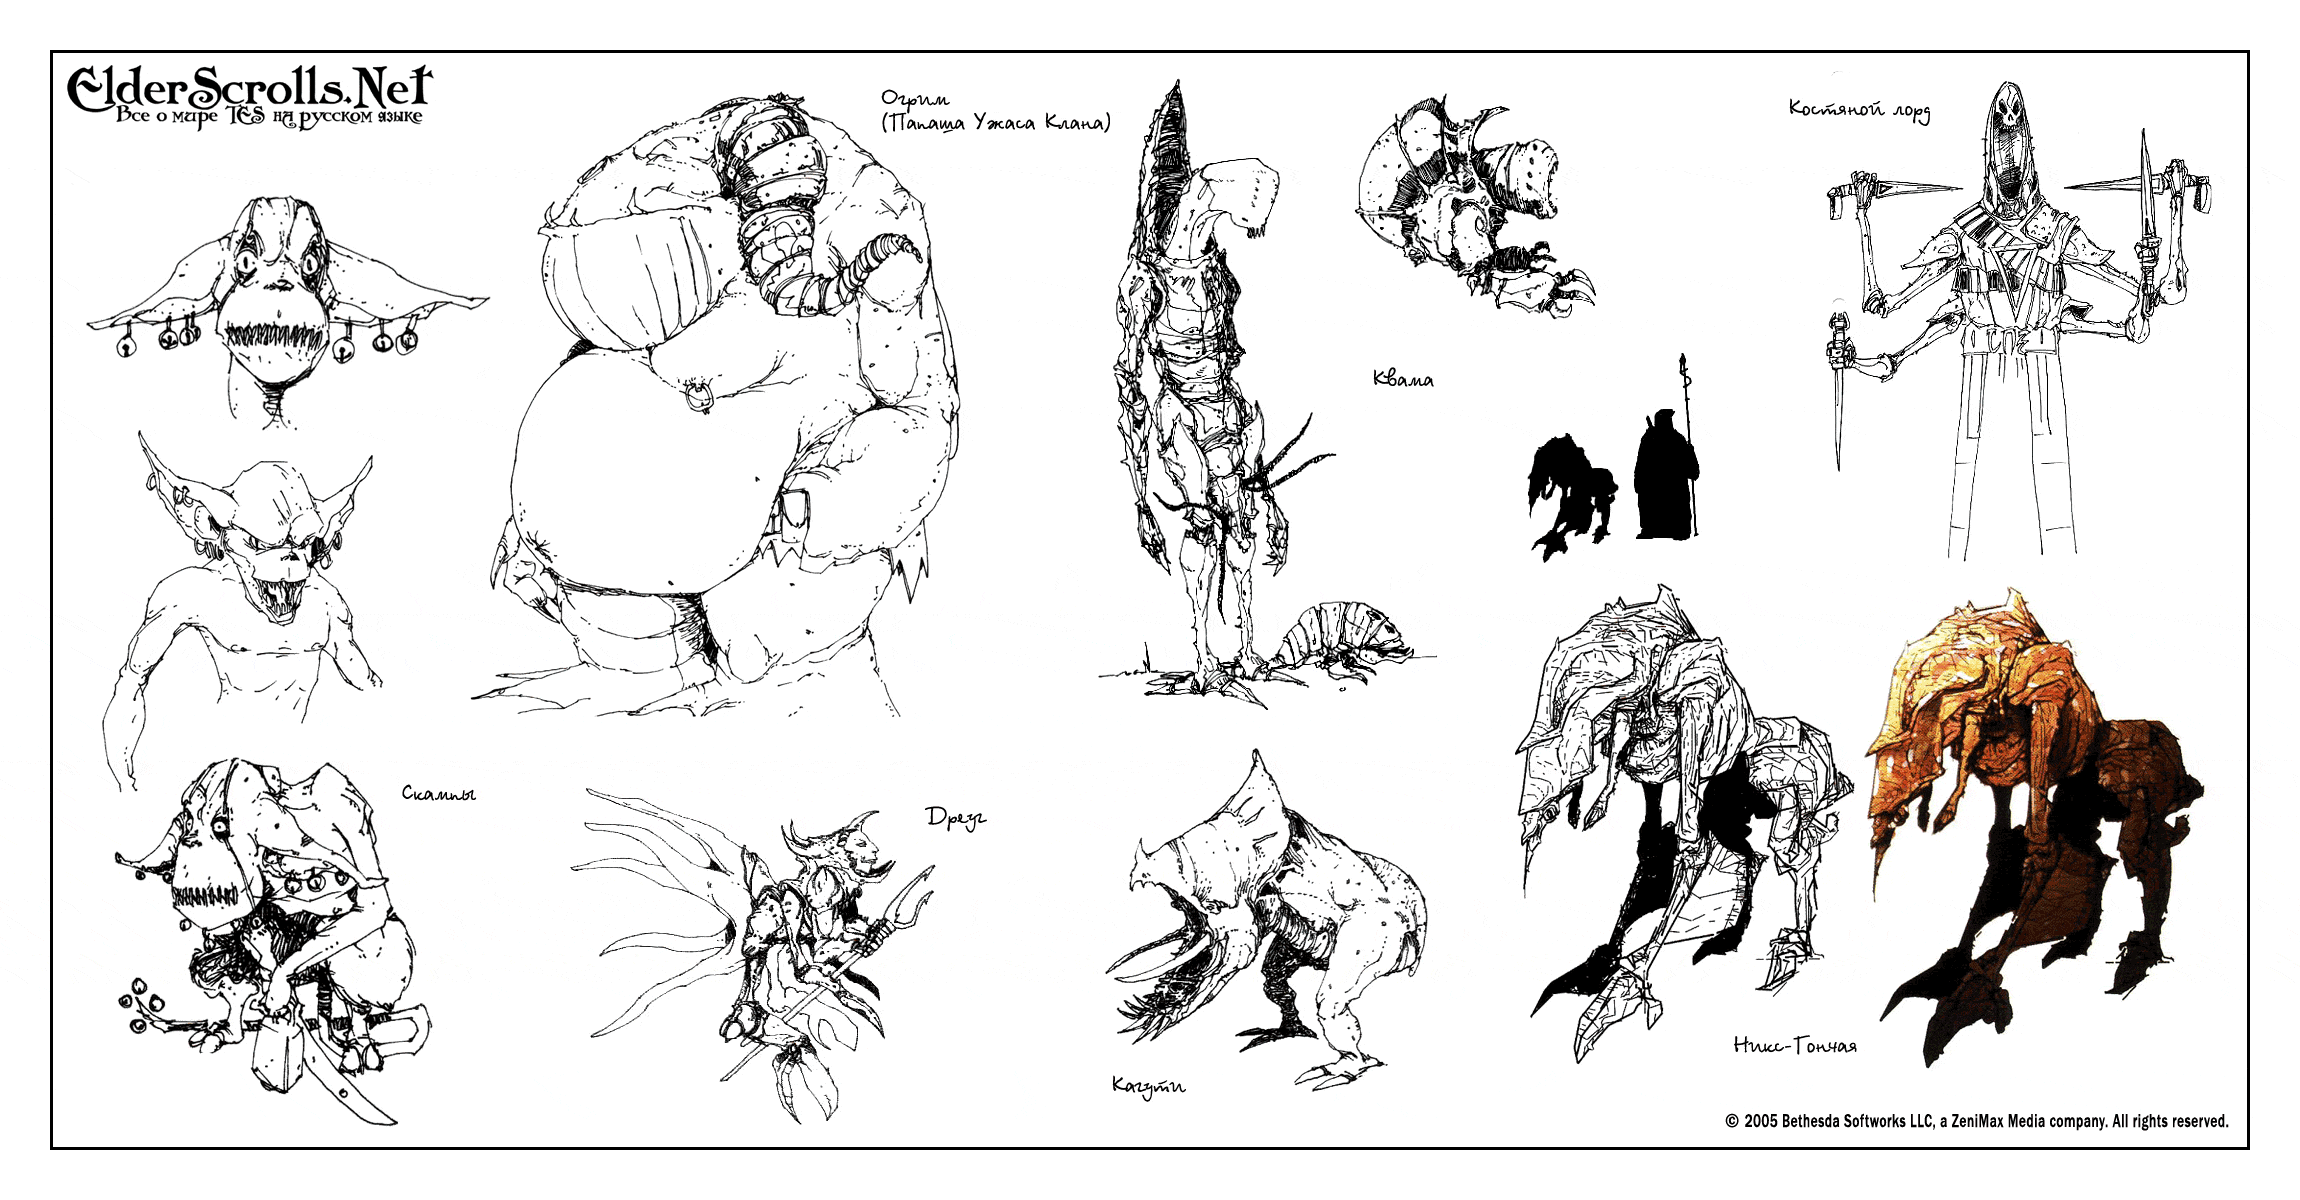 ElderScrolls.Net
Все о мире TES на русском языке
Огрим
(Папаша Ужаса Клана)
Костяной лорд
Квама
Скампы
Дреуг
Кагути
Никс-Гончая
© 2005 Bethesda Softworks LLC, a ZeniMax Media company. All rights reserved.